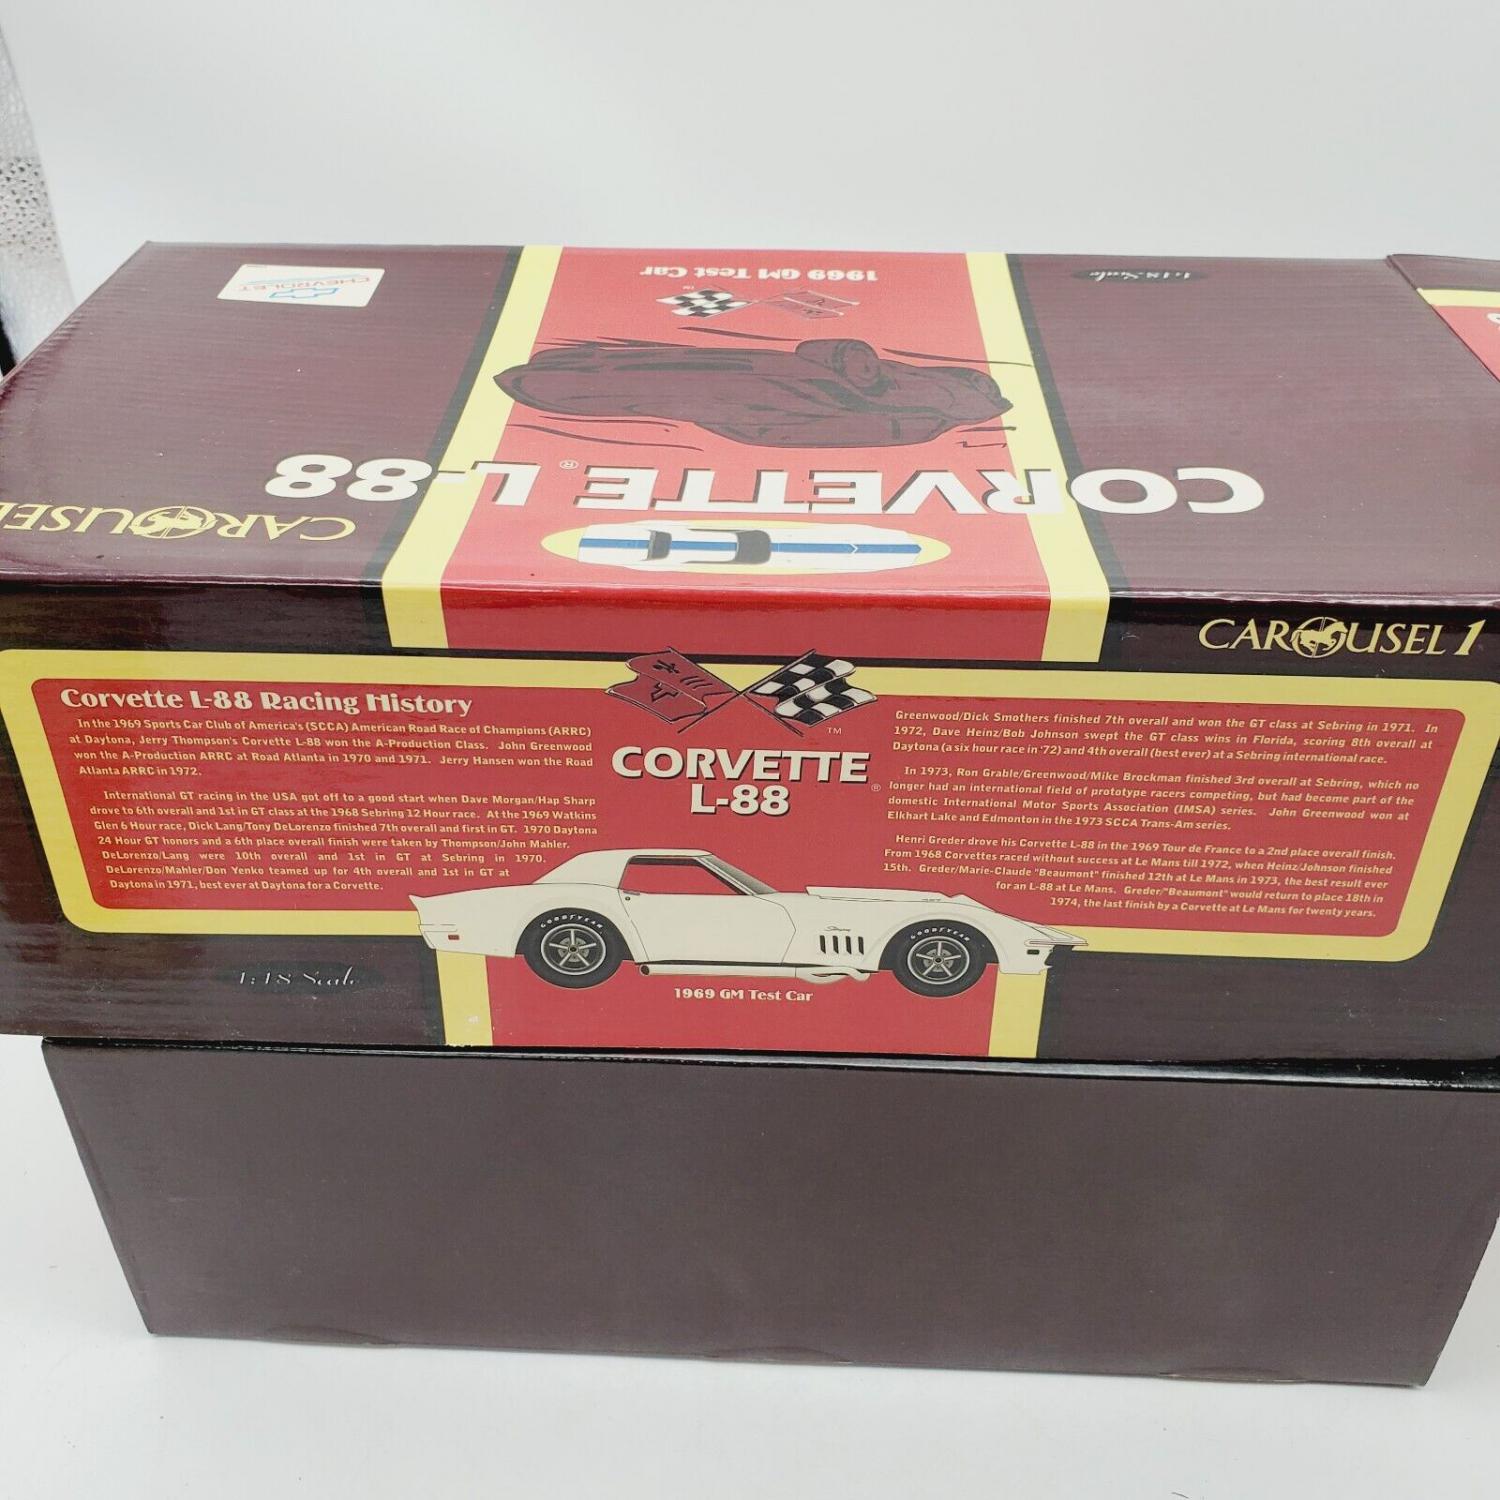 CHEVROLET
1969 GM Test Car
1:18 Scale
CORVETTE L-88
®
CAROUSEL
CAROUSEL 1
Corvette L-88 Racing History
In the 1969 Sports Car Club of America's (SCCA) American Road Race of Champions (ARRC)
at Daytona, Jerry Thompson's Corvette L-88 won the A-Production Class. John Greenwood
won the A-Production ARRC at Road Atlanta in 1970 and 1971. Jerry Hansen won the Road
Atlanta ARRC in 1972.
International GT racing in the USA got off to a good start when Dave Morgan/Hap Sharp
drove to 6th overall and 1st in GT class at the 1968 Sebring 12 Hour race. At the 1969 Watkins
Glen 6 Hour race, Dick Lang/Tony DeLorenzo finished 7th overall and first in GT. 1970 Daytona
24 Hour GT honors and a 6th place overall finish were taken by Thompson/John Mahler.
DeLorenzo/Lang were 10th overall and 1st in GT at Sebring in 1970.
DeLorenzo/Mahler/Don Yenko teamed up for 4th overall and 1st in GT at
Daytona in 1971, best ever at Daytona for a Corvette.
TM
CORVETTE
L-88
®
Greenwood/Dick Smothers finished 7th overall and won the GT class at Sebring in 1971. In
1972, Dave Heinz/Bob Johnson swept the GT class wins in Florida, scoring 8th overall at
Daytona (a six hour race in '72) and 4th overall (best ever) at a Sebring international race.
In 1973, Ron Grable/Greenwood/Mike Brockman finished 3rd overall at Sebring, which no
longer had an international field of prototype racers competing, but had become part of the
domestic International Motor Sports Association (IMSA) series. John Greenwood won at
Elkhart Lake and Edmonton in the 1973 SCCA Trans-Am series.
Henri Greder drove his Corvette L-88 in the 1969 Tour de France to a 2nd place overall finish.
From 1968 Corvettes raced without success at Le Mans till 1972, when Heinz/Johnson finished
15th. Greder/Marie-Claude "Beaumont" finished 12th at Le Mans in 1973, the best result ever
for an L-88 at Le Mans. Greder/"Beaumont" would return to place 18th in
1974, the last finish by a Corvette at Le Mans for twenty years.
GOODYEAR
Stingray
GOODYEAR
1:18 Scale
1969 GM Test Car